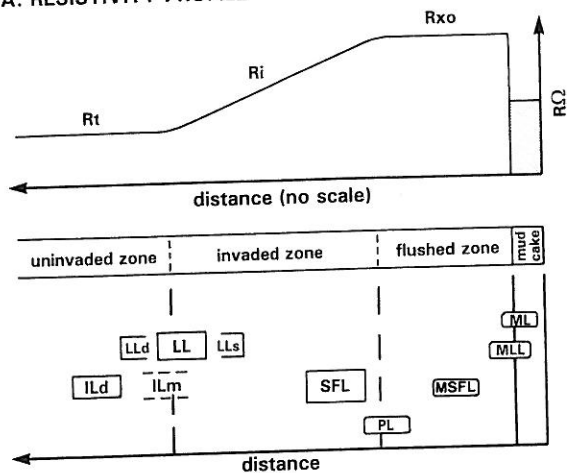 A. RESISTIVITY PROFILE
Rxo
Ri
Rt
RΩ
distance (no scale)
uninvaded zone
invaded zone
flushed zone
mud
cake
ML
LLd
LL
LLs
MLL
ILd
ILm
SFL
MSFL
PL
distance